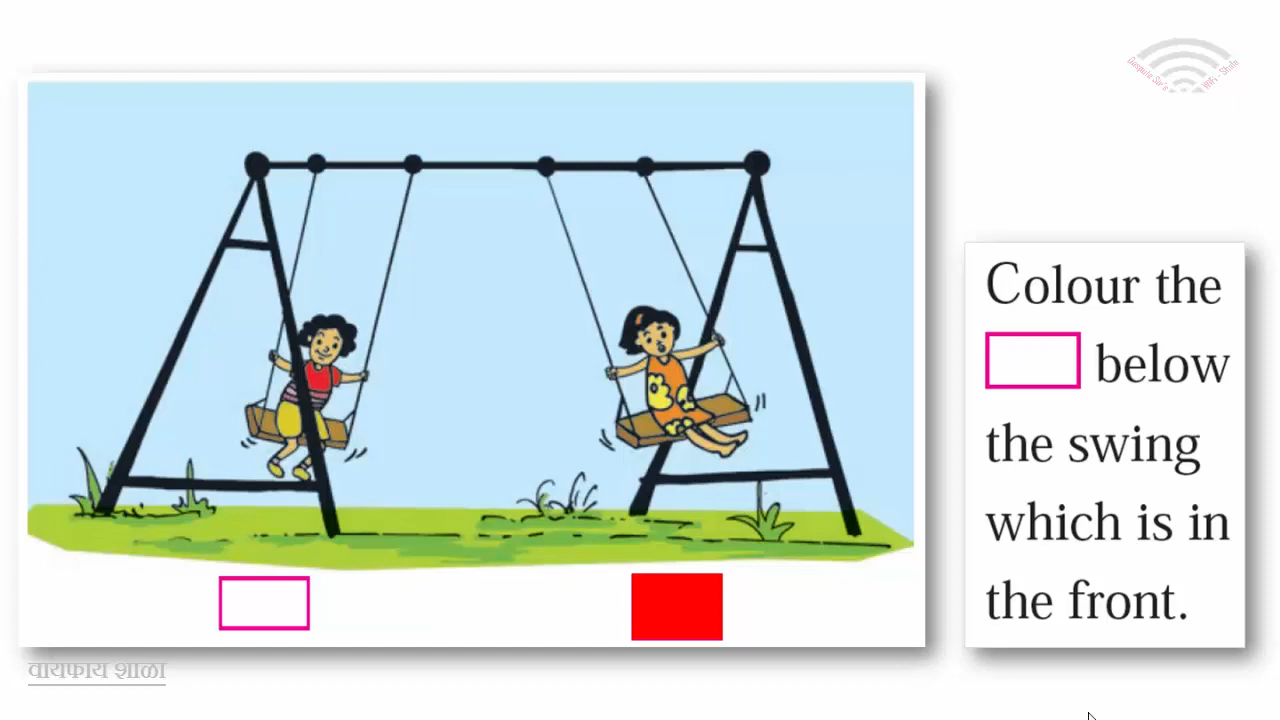 Colour the
below
the swing
which is in
the front.
वायफाय शाळा